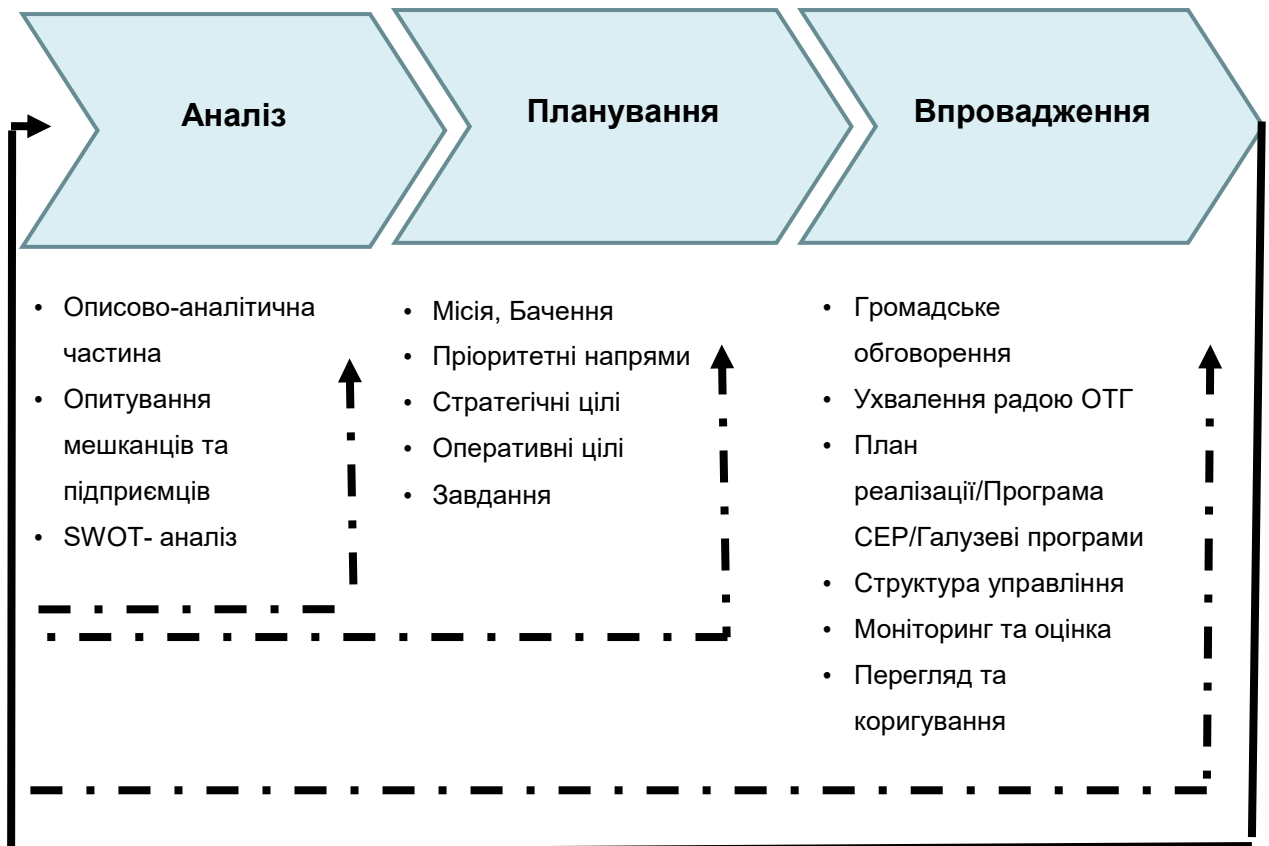 Аналіз
Планування
Впровадження
• Описово-аналітична
частина
• Опитування
мешканців та
підприємців
• SWOT- аналіз
• Місія, Бачення
• Пріоритетні напрями
• Стратегічні цілі
• Оперативні цілі
• Завдання
• Громадське
обговорення
• Ухвалення радою ОТГ
• План
реалізації/Програма
СЕР/Галузеві програми
• Структура управління
• Моніторинг та оцінка
• Перегляд та
коригування